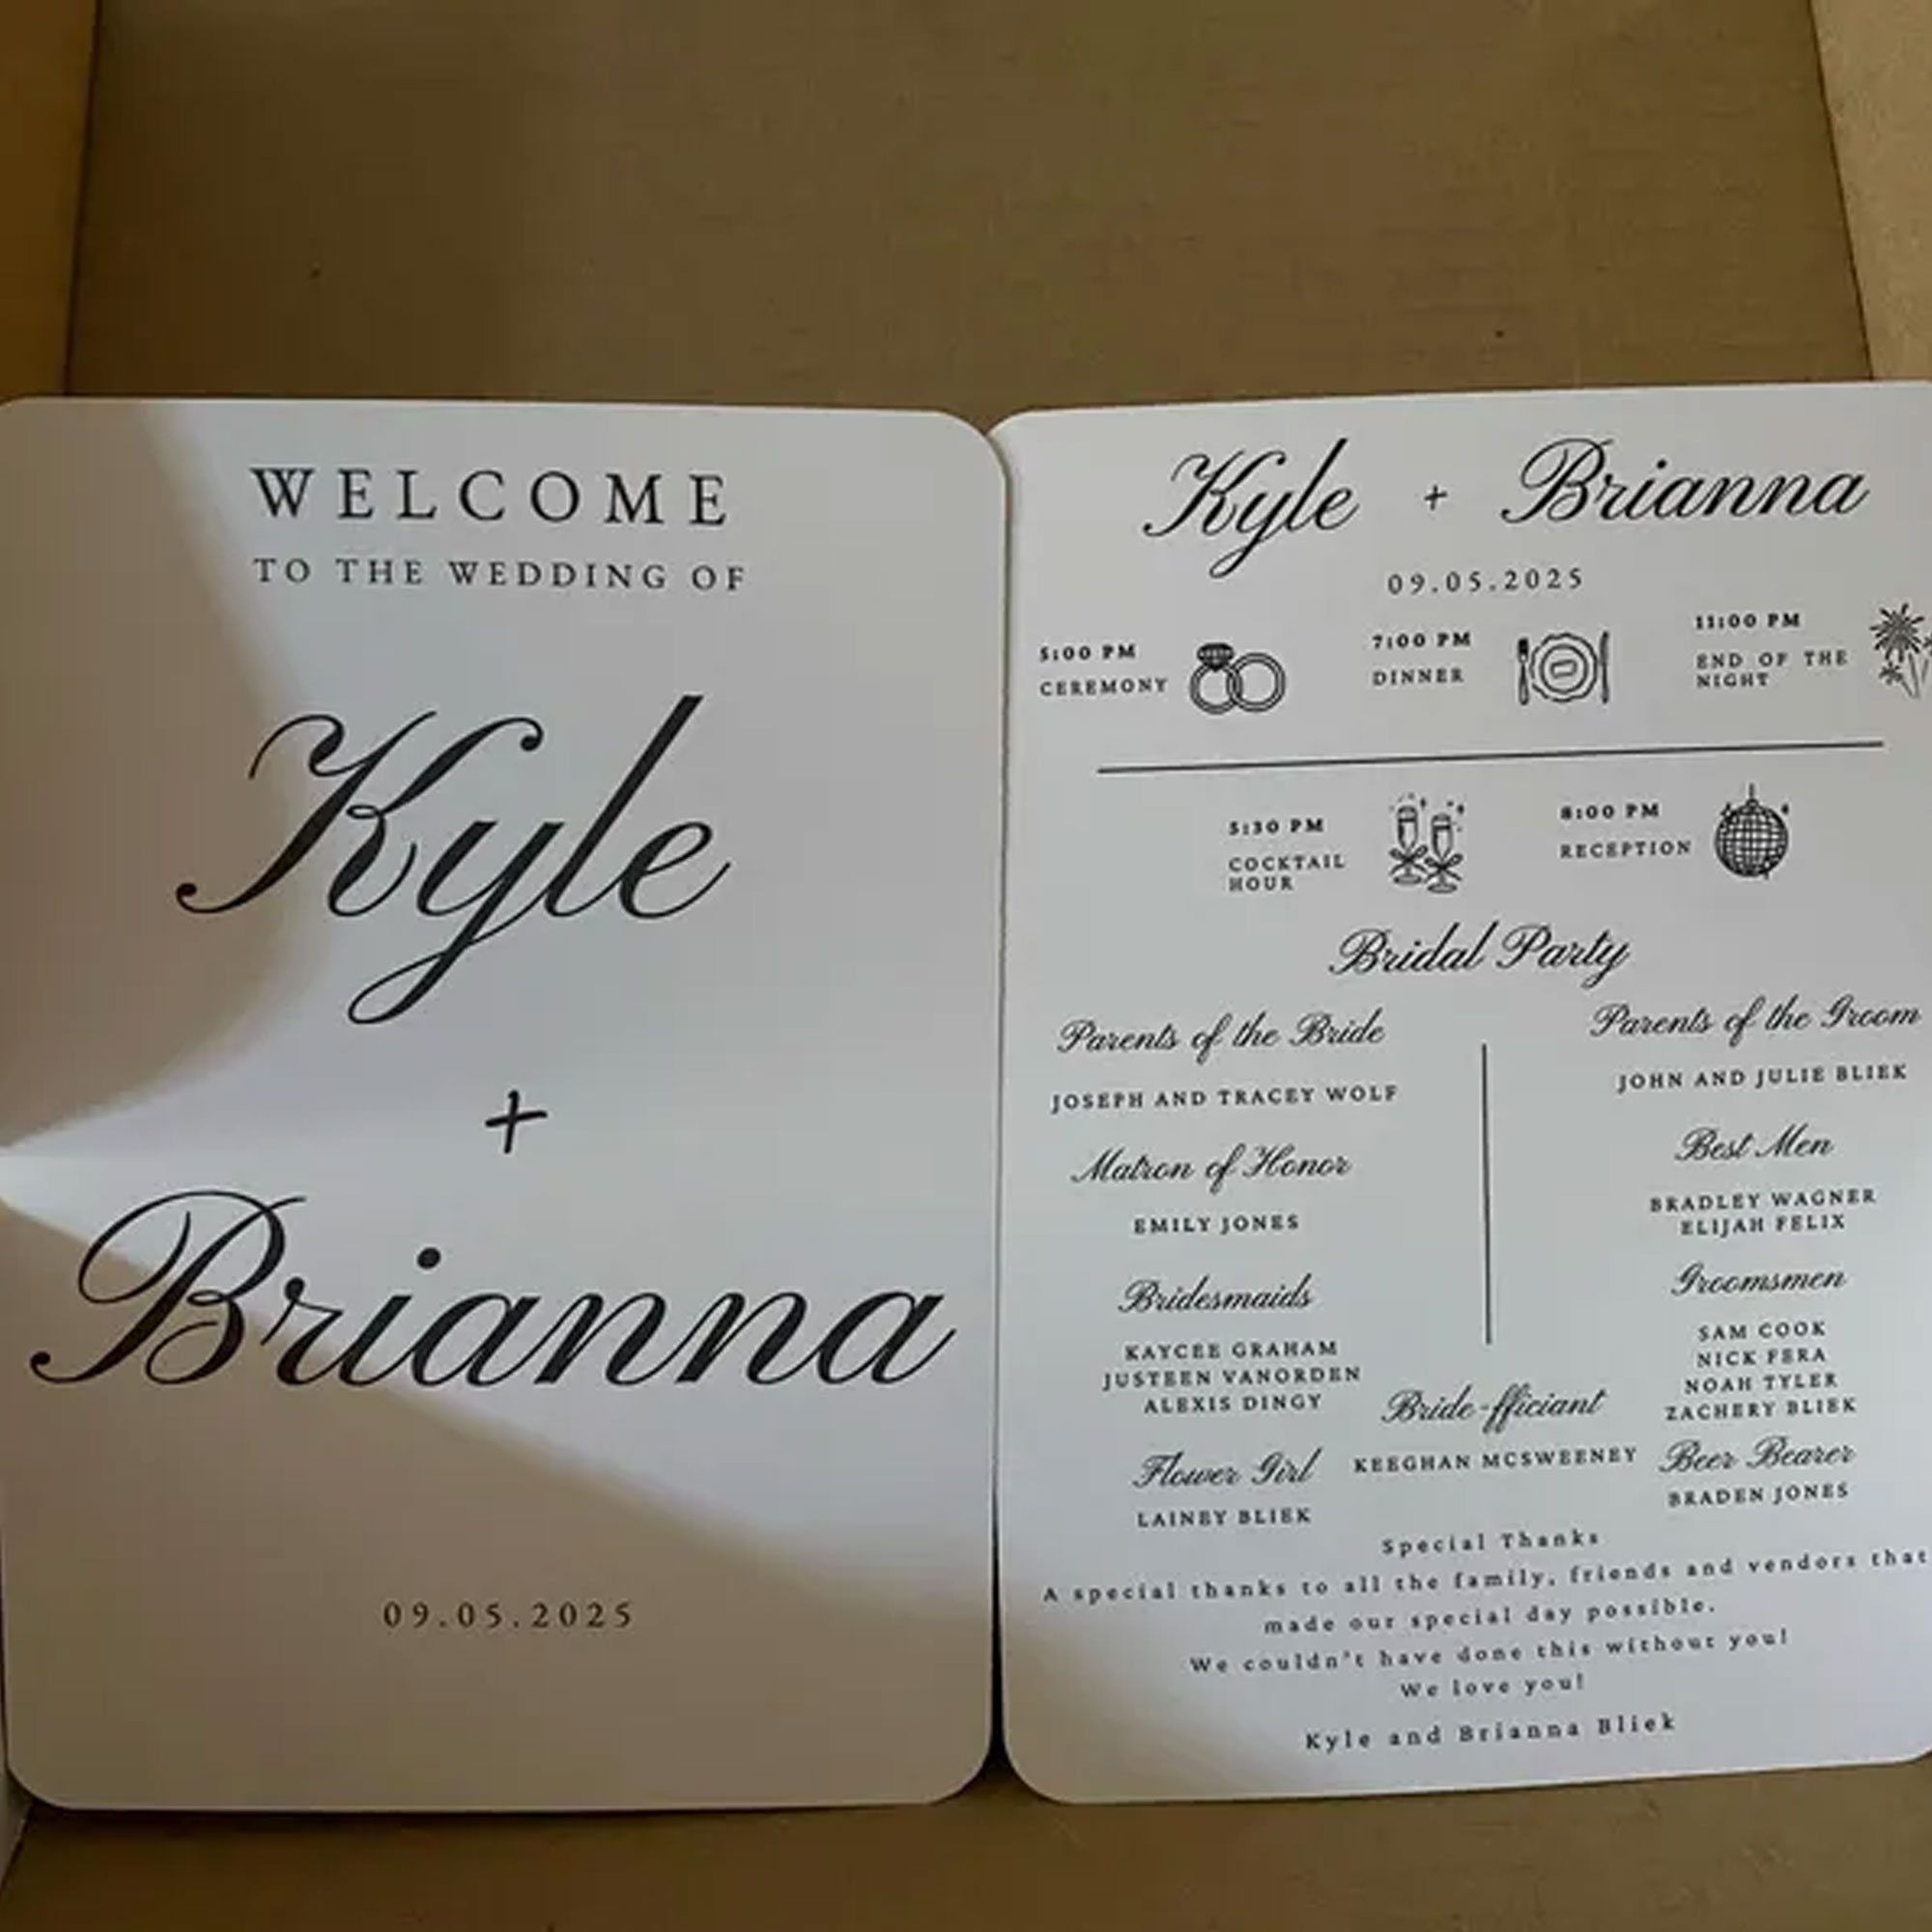 WELCOME
TO THE WEDDING OF
Kyle
+
Brianna
09.05.2025
Kyle + Brianna
09.05.2025
5:00 PM
CEREMONY
7:00 PM
DINNER
11:00 PM
END OF THE
NIGHT
5:30 PM
COCKTAIL
HOUR
8:00 PM
RECEPTION
Bridal Party
Parents of the Bride
JOSEPH AND TRACEY WOLF
Matron of Honor
EMILY JONES
Bridesmaids
KAYCEE GRAHAM
JUSTEEN VANORDEN
ALEXIS DINGY
Flower Girl
LAINEY BLIEK
Bride-fficiant
KEEGHAN MCSWEENEY
Parents of the Groom
JOHN AND JULIE BLIEK
Best Men
BRADLEY WAGNER
ELIJAH FELIX
Groomsmen
SAM COOK
NICK FERA
NOAH TYLER
ZACHERY BLIEK
Beer Bearer
BRADEN JONES
Special Thanks
A special thanks to all the family, friends and vendors that
made our special day possible.
We couldn't have done this without you!
We love you!
Kyle and Brianna Bliek